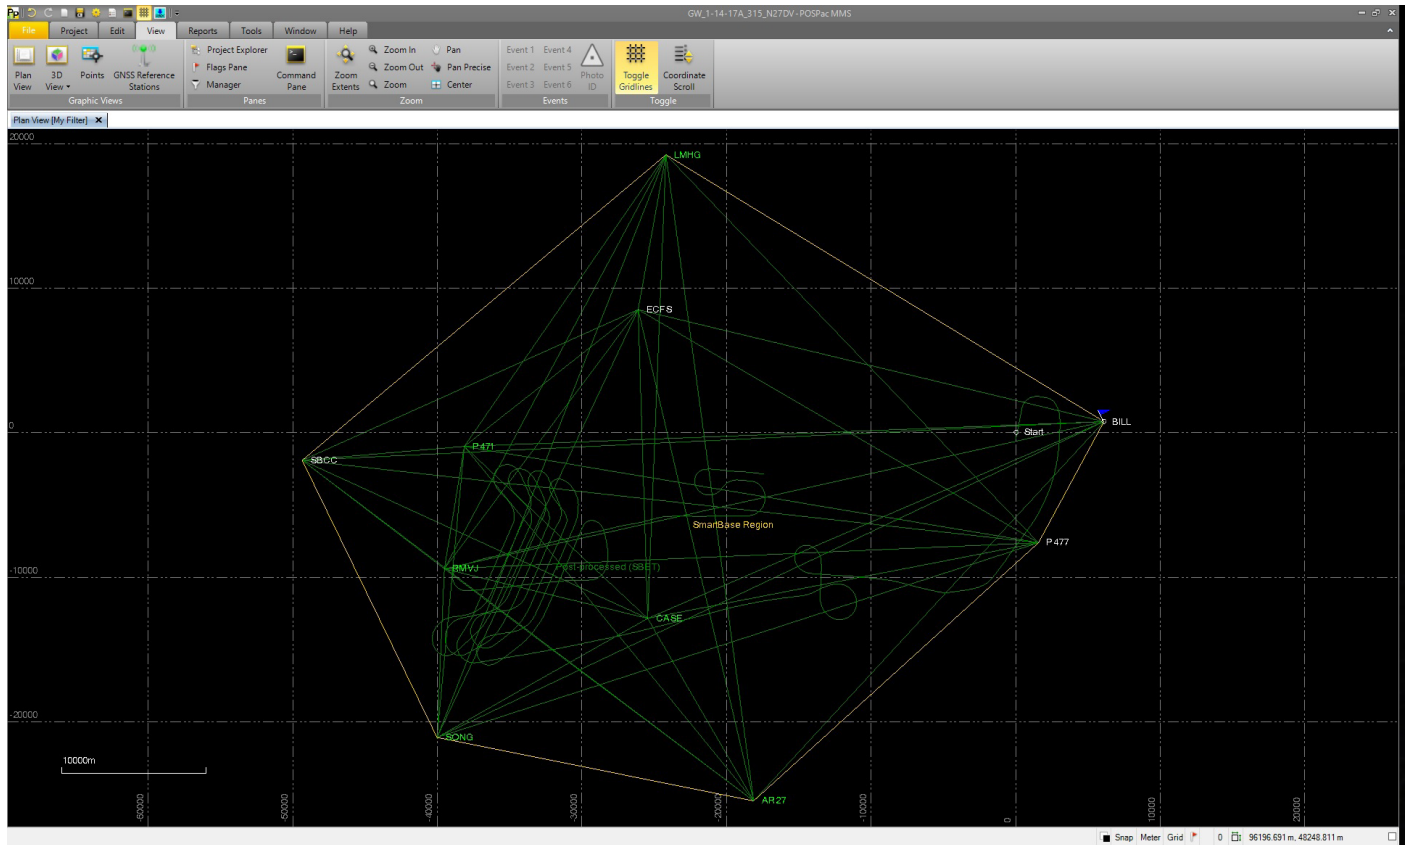 GW_1-14-17A_315_N27DV - POSPac MMS
File Project Edit View Reports Tools Window Help
Plan View
3D View
Points
GNSS Reference Stations
Graphic Views
Project Explorer
Flags Pane
Manager
Command Pane
Panes
Zoom Extents
Zoom In
Zoom Out
Zoom
Pan
Pan Precise
Center
Zoom
Event 1 Event 4
Event 2 Event 5
Event 3 Event 6
Photo ID
Events
Toggle Gridlines
Coordinate Scroll
Toggle
Plan View [My Filter]
20000
LMHG
10000
ECFS
0
BILL
Start
P471
SBCC
SmartBase Region
P477
BMVJ
Post-processed (SBET)
-10000
CASE
-20000
SONG
10000m
AR27
-60000
-50000
-40000
-30000
-20000
-10000
0
10000
20000
Snap Meter Grid 0 96196.691 m, 48248.811 m